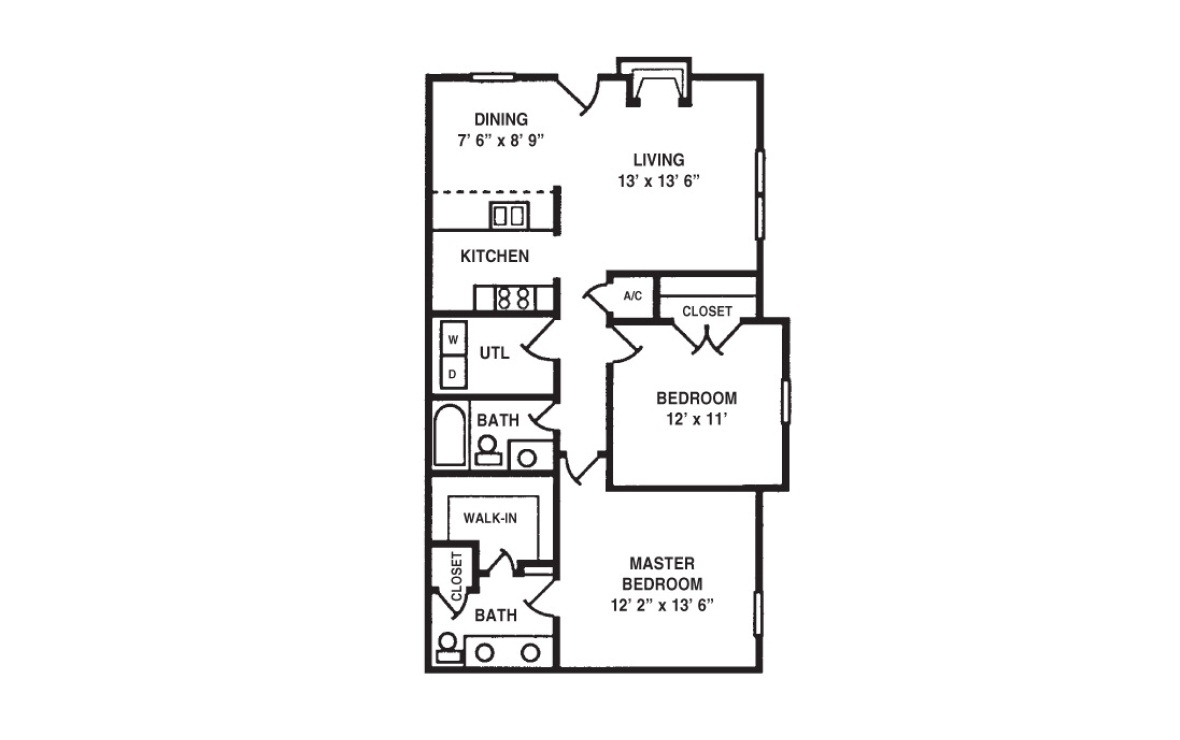 DINING
7’ 6” x 8’ 9”
LIVING
13’ x 13’ 6”
KITCHEN
A/C
CLOSET
W
D
UTL
BEDROOM
12’ x 11’
BATH
WALK-IN
CLOSET
MASTER
BEDROOM
12’ 2” x 13’ 6”
BATH